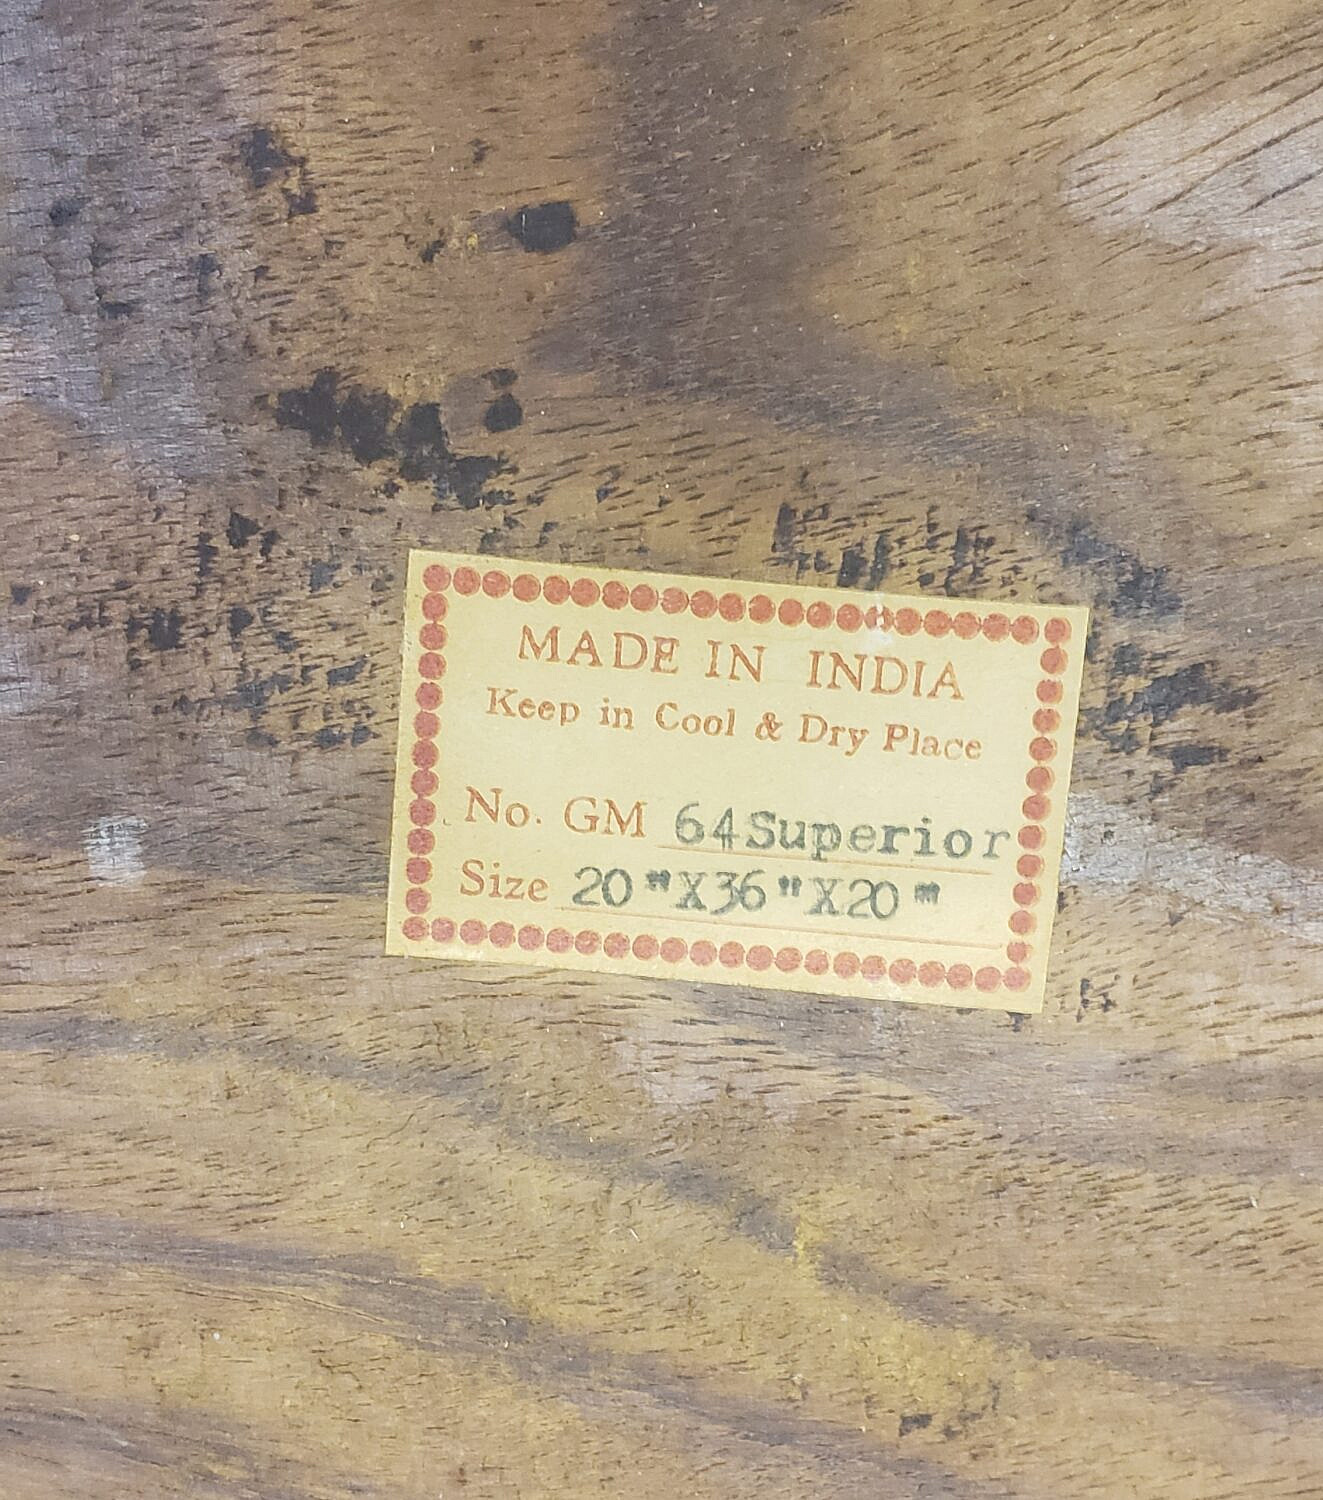 MADE IN INDIA
Keep in Cool & Dry Place
No. GM 64Superior
Size 20"X36"X20"